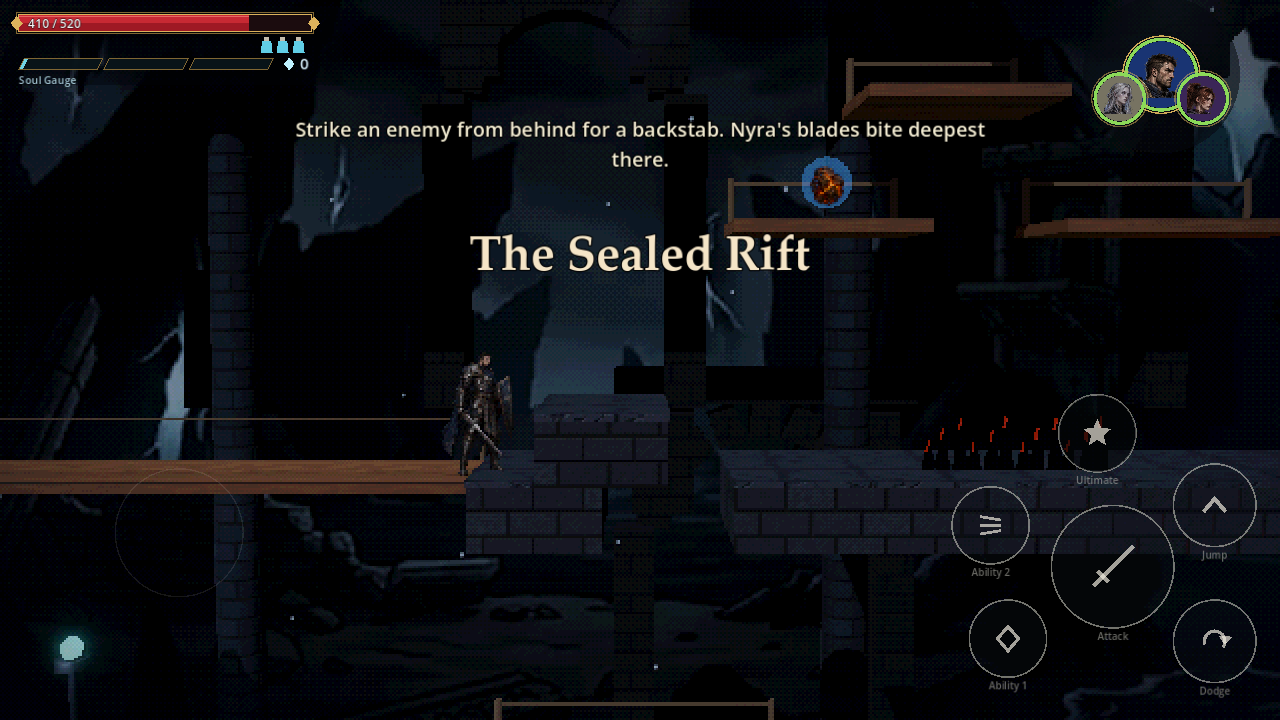 410 / 520
0
Soul Gauge
Strike an enemy from behind for a backstab. Nyra's blades bite deepest
there.
The Sealed Rift
Ultimate
Ability 2
Jump
Attack
Ability 1
Dodge